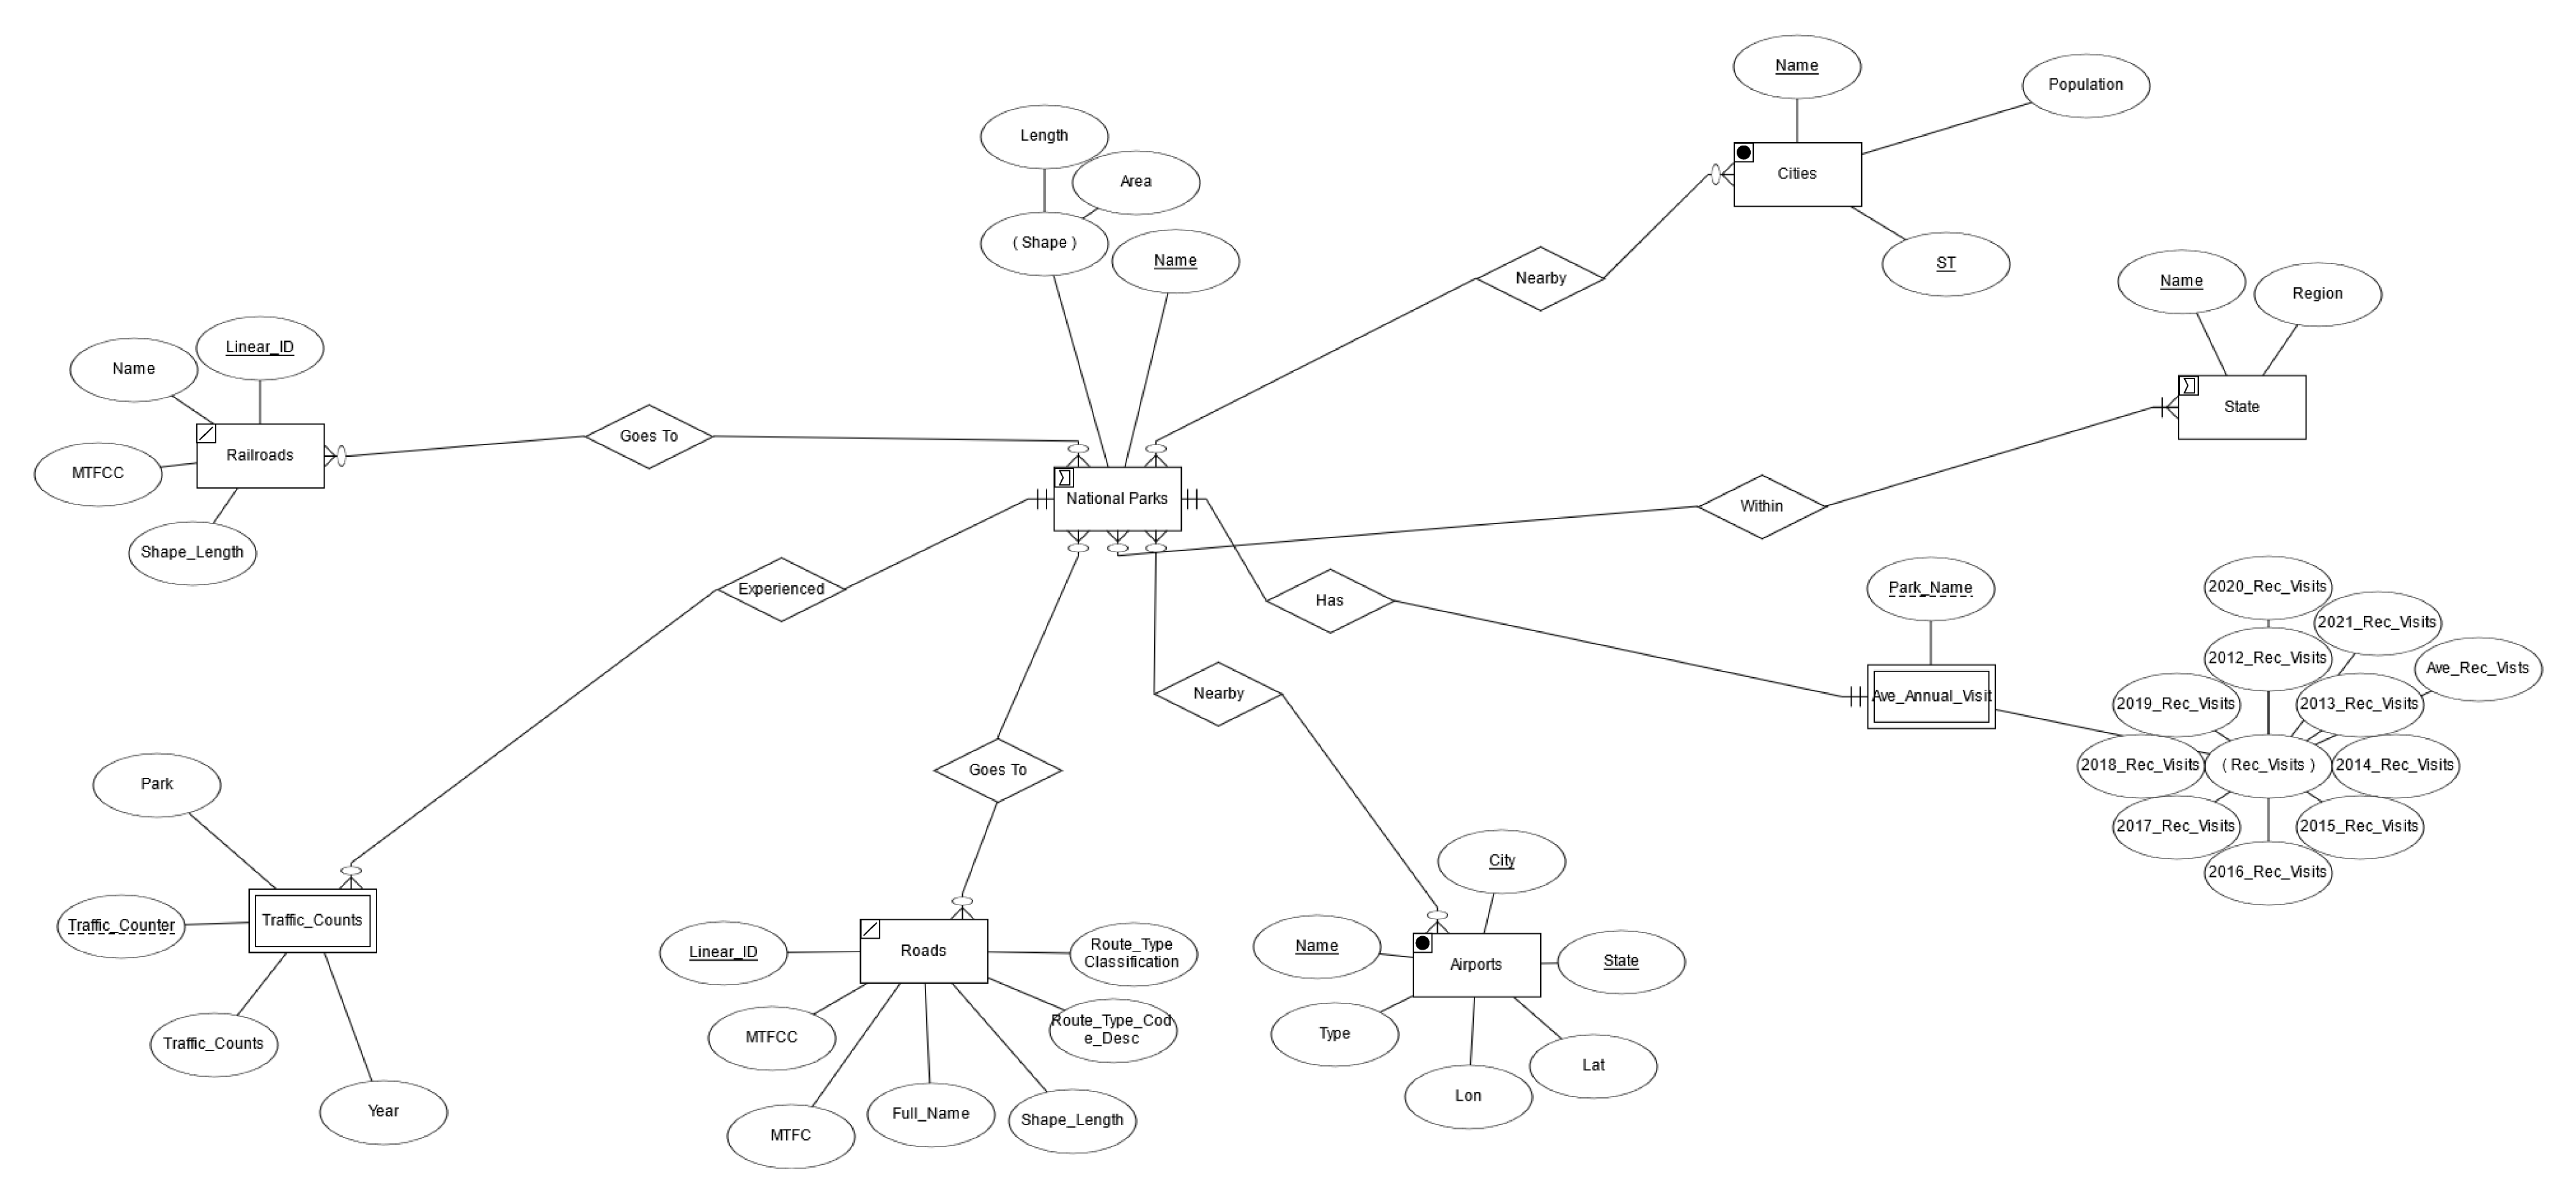 Name
Population
Cities
ST
Nearby
Length
Area
( Shape )
Name
Name
Region
State
Within
Linear_ID
Name
Railroads
MTFCC
Shape_Length
Goes To
National Parks
Experienced
Has
Nearby
Goes To
Park_Name
Ave_Annual_Visit
2020_Rec_Visits
2021_Rec_Visits
2012_Rec_Visits
Ave_Rec_Vists
2019_Rec_Visits
2013_Rec_Visits
2018_Rec_Visits
( Rec_Visits )
2014_Rec_Visits
2017_Rec_Visits
2015_Rec_Visits
2016_Rec_Visits
Park
Traffic_Counter
Traffic_Counts
Traffic_Counts
Year
Linear_ID
Roads
Route_Type
Classification
MTFCC
Route_Type_Cod
e_Desc
MTFC
Full_Name
Shape_Length
City
Name
Airports
State
Type
Lat
Lon